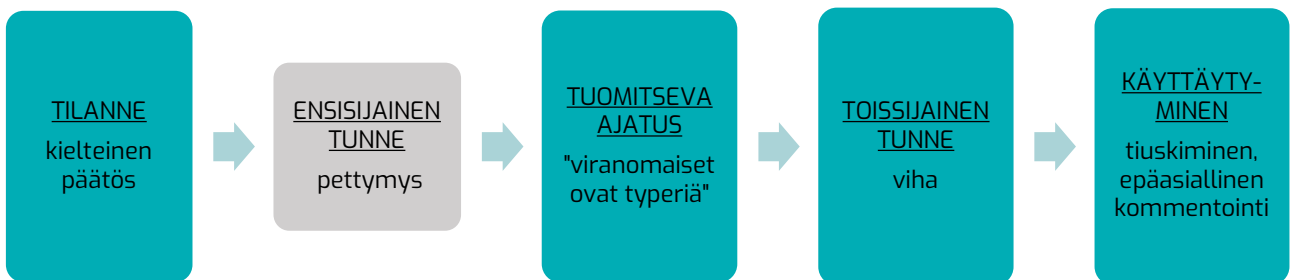 TILANNE
kielteinen
päätös
ENSISIJAINEN
TUNNE
pettymys
TUOMITSEVA
AJATUS
"viranomaiset
ovat typeriä"
TOISSIJAINEN
TUNNE
viha
KÄYTTÄYTY-
MINEN
tiuskiminen,
epäasiallinen
kommentointi